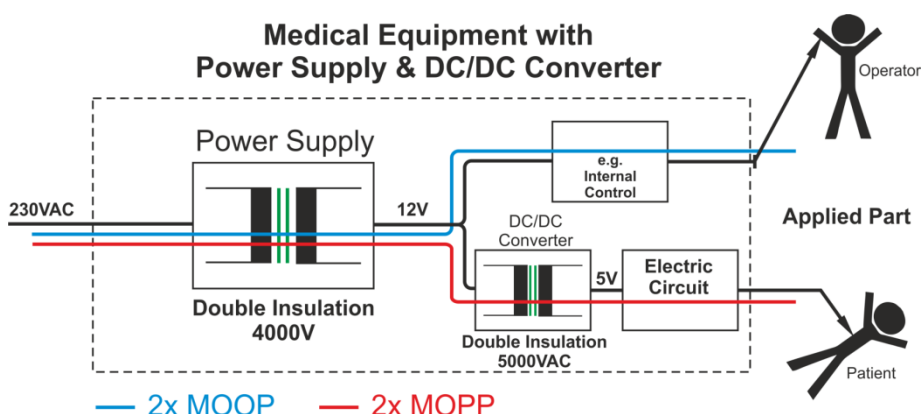 Medical Equipment with
Power Supply & DC/DC Converter
Operator
Power Supply
e.g.
Internal
Control
230VAC
12V
Applied Part
DC/DC
Converter
5V
Electric
Circuit
Double Insulation
4000V
Double Insulation
5000VAC
Patient
2x MOOP
2x MOPP